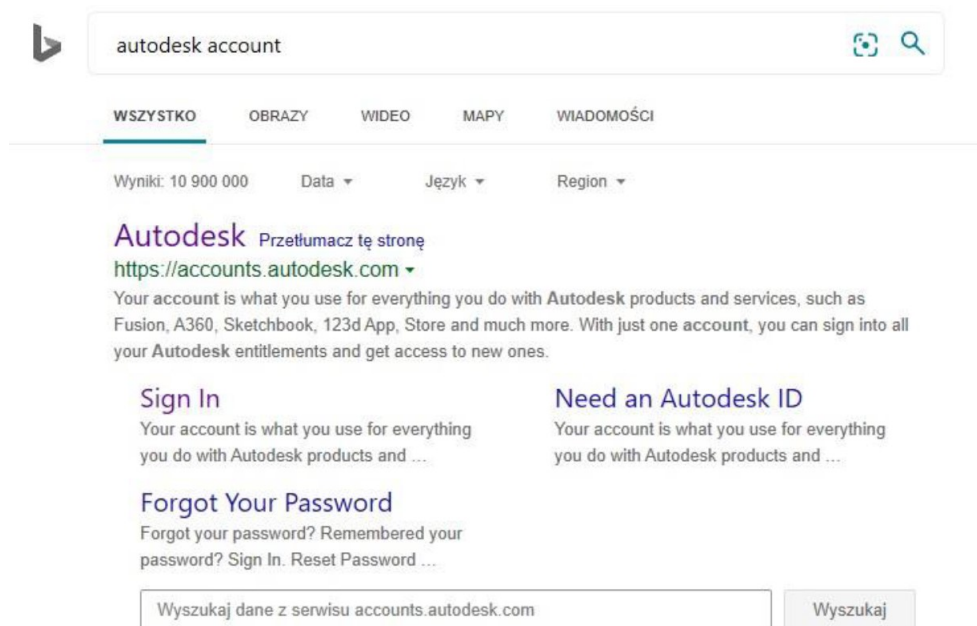 autodesk account
WSZYSTKO OBRAZY WIDEO MAPY WIADOMOŚCI
Wyniki: 10 900 000 Data Język Region
Autodesk Przetłumacz tę stronę
https://accounts.autodesk.com
Your account is what you use for everything you do with Autodesk products and services, such as
Fusion, A360, Sketchbook, 123d App, Store and much more. With just one account, you can sign into all
your Autodesk entitlements and get access to new ones.
Sign In
Your account is what you use for everything
you do with Autodesk products and ...
Need an Autodesk ID
Your account is what you use for everything
you do with Autodesk products and ...
Forgot Your Password
Forgot your password? Remembered your
password? Sign In. Reset Password ...
Wyszukaj dane z serwisu accounts.autodesk.com Wyszukaj